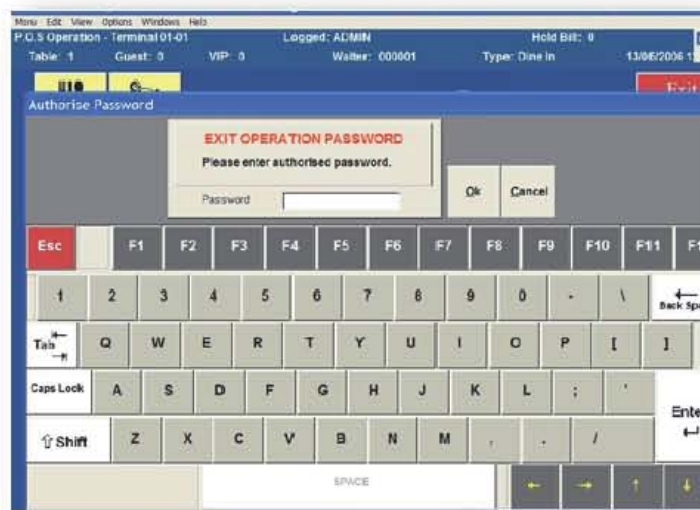 Menu Edit View Options Windows Help
P.O.S Operation - Terminal 01-01 Logged: ADMIN Hold Bill: 0
Table: 1 Guest: 0 VIP: 0 Waiter: 000001 Type: Dine In 13/06/2006 1
Exit
Authorise Password
EXIT OPERATION PASSWORD
Please enter authorised password.
Password
Ok Cancel
Esc F1 F2 F3 F4 F5 F6 F7 F8 F9 F10 F11 F1
1 2 3 4 5 6 7 8 9 0 - \ ← Back Spa
Tab Q W E R T Y U I O P [ ]
Caps Lock A S D F G H J K L ; '
Ente
⇧ Shift Z X C V B N M , . /
SPACE ← → ↑ ↓